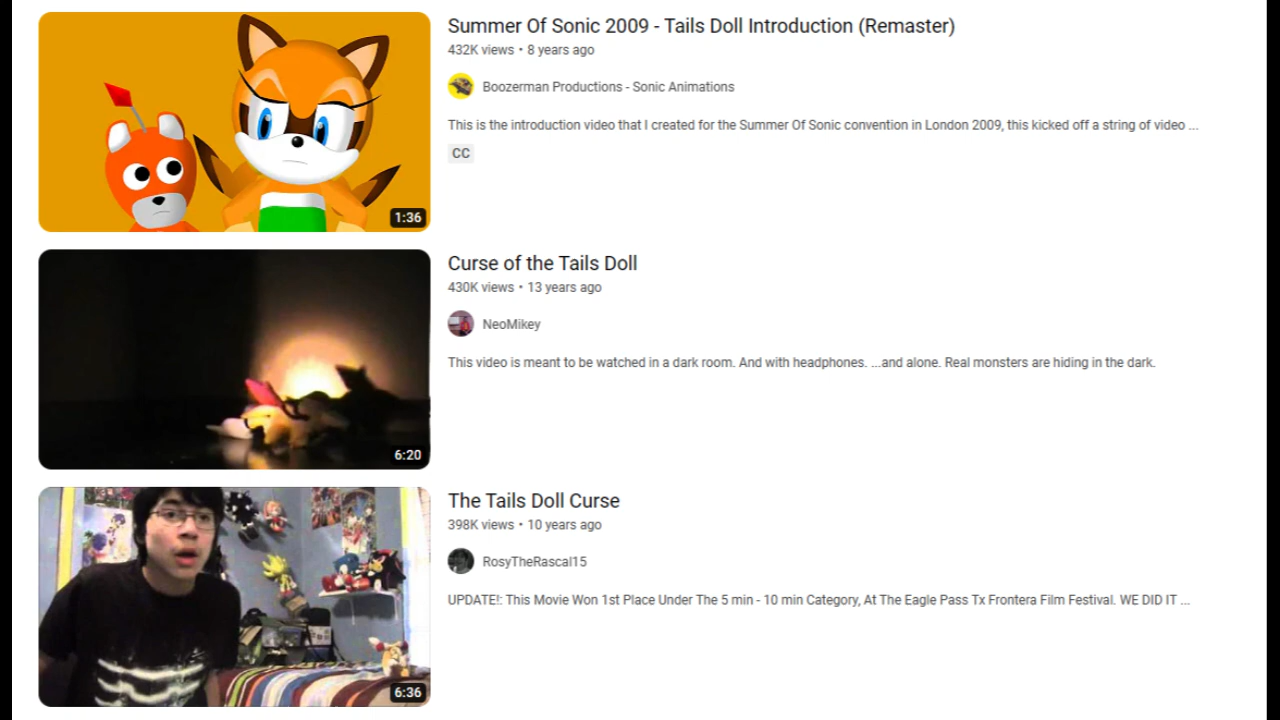 Summer Of Sonic 2009 - Tails Doll Introduction (Remaster)
432K views • 8 years ago
Boozerman Productions - Sonic Animations
This is the introduction video that I created for the Summer Of Sonic convention in London 2009, this kicked off a string of video ...
CC
1:36
Curse of the Tails Doll
430K views • 13 years ago
NeoMikey
This video is meant to be watched in a dark room. And with headphones. ...and alone. Real monsters are hiding in the dark.
6:20
The Tails Doll Curse
398K views • 10 years ago
RosyTheRascal15
UPDATE!: This Movie Won 1st Place Under The 5 min - 10 min Category, At The Eagle Pass Tx Frontera Film Festival. WE DID IT ...
6:36